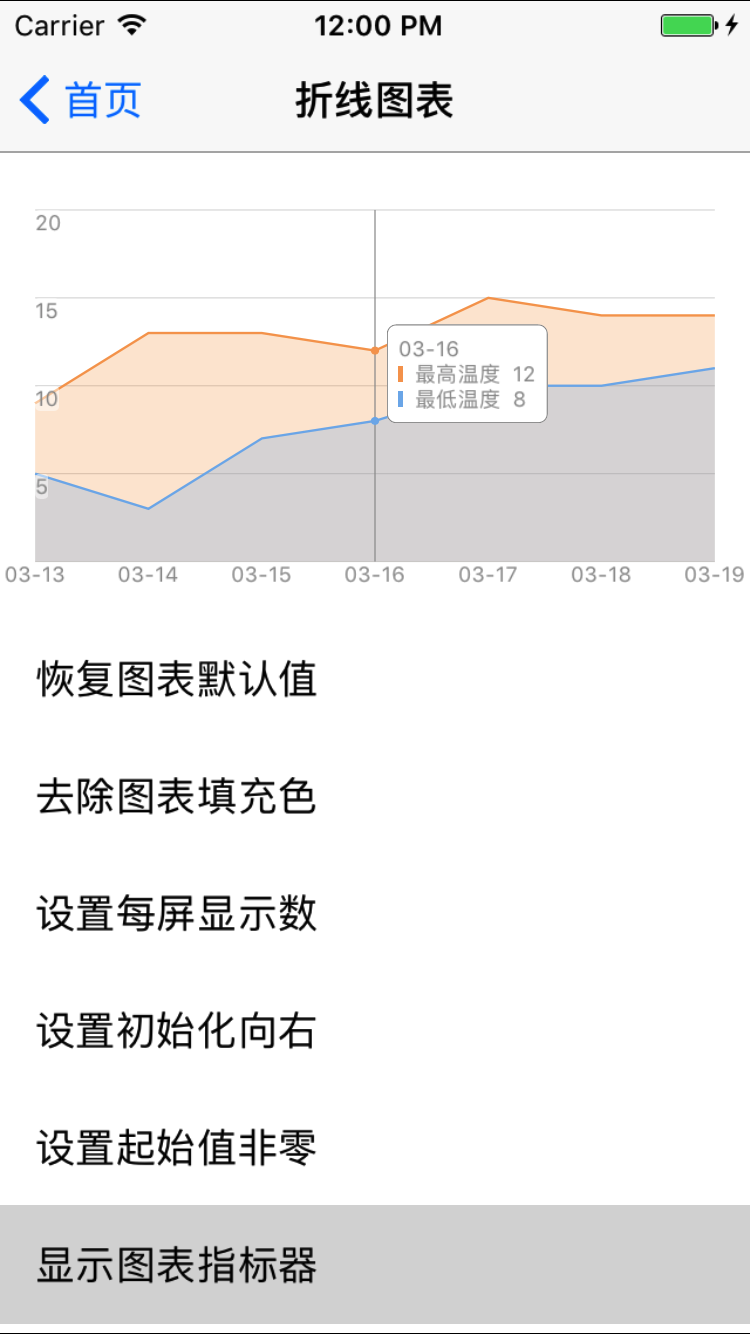 Carrier 12:00 PM
首页 折线图表
20
15
10
5
03-16
最高温度 12
最低温度 8
03-13 03-14 03-15 03-16 03-17 03-18 03-19
恢复图表默认值
去除图表填充色
设置每屏显示数
设置初始化向右
设置起始值非零
显示图表指标器